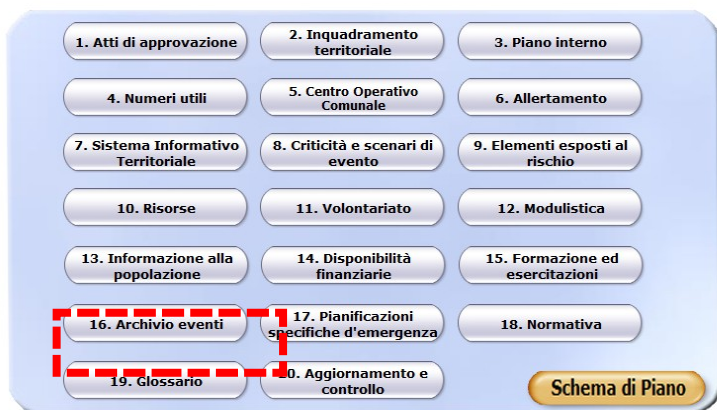 1. Atti di approvazione
2. Inquadramento
territoriale
3. Piano interno
4. Numeri utili
5. Centro Operativo
Comunale
6. Allertamento
7. Sistema Informativo
Territoriale
8. Criticità e scenari di
evento
9. Elementi esposti al
rischio
10. Risorse
11. Volontariato
12. Modulistica
13. Informazione alla
popolazione
14. Disponibilità
finanziarie
15. Formazione ed
esercitazioni
16. Archivio eventi
17. Pianificazioni
specifiche d'emergenza
18. Normativa
19. Glossario
20. Aggiornamento e
controllo
Schema di Piano